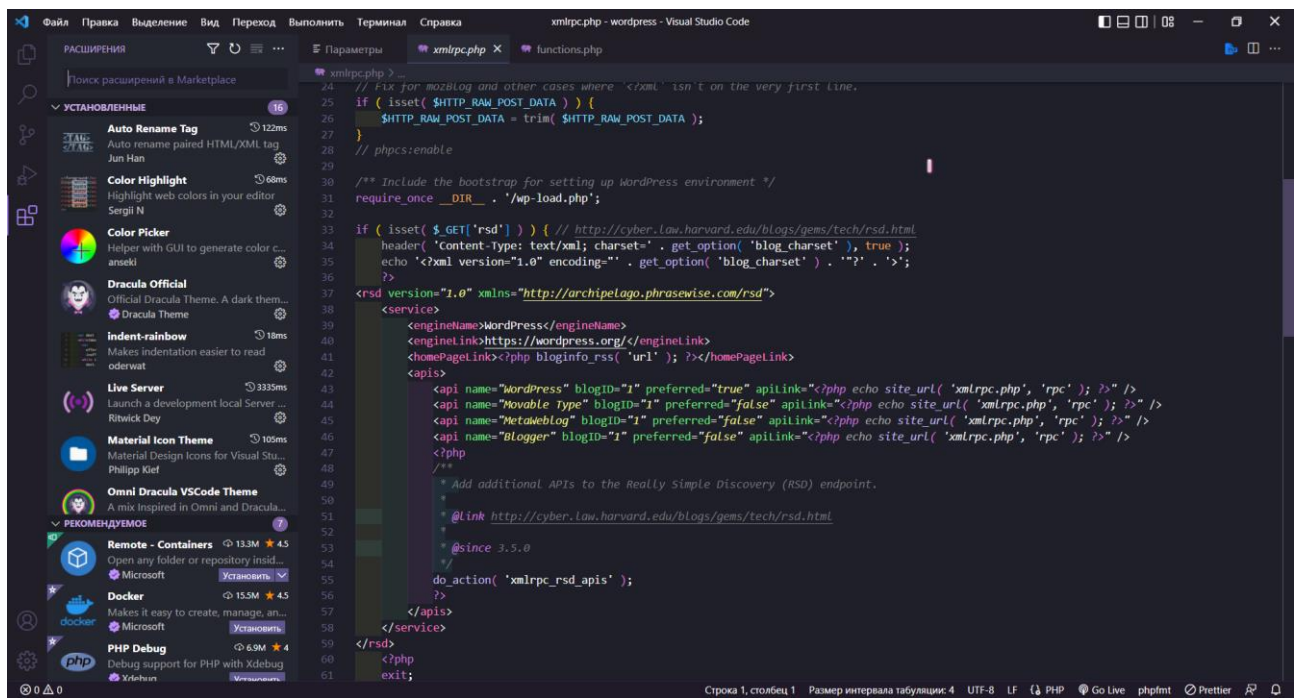 Файл Правка Выделение Вид Переход Выполнить Терминал Справка
xmlrpc.php - wordpress - Visual Studio Code
РАСШИРЕНИЯ
Поиск расширений в Marketplace
УСТАНОВЛЕННЫЕ 16
Auto Rename Tag 122ms
Auto rename paired HTML/XML tag
Jun Han
Color Highlight 68ms
Highlight web colors in your editor
Sergii N
Color Picker
Helper with GUI to generate color c...
anseki
Dracula Official
Official Dracula Theme. A dark them...
Dracula Theme
indent-rainbow 18ms
Makes indentation easier to read
oderwat
Live Server 3335ms
Launch a development local Server ...
Ritwick Dey
Material Icon Theme 105ms
Material Design Icons for Visual Stu...
Philipp Kief
Omni Dracula VSCode Theme
A mix Inspired in Omni and Dracula...
РЕКОМЕНДУЕМОЕ 7
Remote - Containers 13.3M 4.5
Open any folder or repository insid...
Microsoft Установить
Docker 15.5M 4.5
Makes it easy to create, manage, an...
docker Microsoft Установить
PHP Debug 6.9M 4
php Debug support for PHP with Xdebug
Xdebug Установить
Параметры xmlrpc.php functions.php
xmlrpc.php > ...
24 // Fix for mozBlog and other cases where '<?xml' isn't on the very first line.
25 if ( isset( $HTTP_RAW_POST_DATA ) ) {
26 $HTTP_RAW_POST_DATA = trim( $HTTP_RAW_POST_DATA );
27 }
28 // phpcs:enable
29
30 /** Include the bootstrap for setting up WordPress environment */
31 require_once __DIR__ . '/wp-load.php';
32
33 if ( isset( $_GET['rsd'] ) ) { // http://cyber.law.harvard.edu/blogs/gems/tech/rsd.html
34 header( 'Content-Type: text/xml; charset=' . get_option( 'blog_charset' ), true );
35 echo '<?xml version="1.0" encoding="' . get_option( 'blog_charset' ) . '"?' . '>';
36 ?>
37 <rsd version="1.0" xmlns="http://archipelago.phrasewise.com/rsd">
38 <service>
39 <engineName>WordPress</engineName>
40 <engineLink>https://wordpress.org/</engineLink>
41 <homePageLink><?php bloginfo_rss( 'url' ); ?></homePageLink>
42 <apis>
43 <api name="WordPress" blogID="1" preferred="true" apiLink="<?php echo site_url( 'xmlrpc.php', 'rpc' ); ?>" />
44 <api name="Movable Type" blogID="1" preferred="false" apiLink="<?php echo site_url( 'xmlrpc.php', 'rpc' ); ?>" />
45 <api name="MetaWeblog" blogID="1" preferred="false" apiLink="<?php echo site_url( 'xmlrpc.php', 'rpc' ); ?>" />
46 <api name="Blogger" blogID="1" preferred="false" apiLink="<?php echo site_url( 'xmlrpc.php', 'rpc' ); ?>" />
47 <?php
48 /**
49 * Add additional APIs to the Really Simple Discovery (RSD) endpoint.
50 *
51 * @link http://cyber.law.harvard.edu/blogs/gems/tech/rsd.html
52 *
53 * @since 3.5.0
54 */
55 do_action( 'xmlrpc_rsd_apis' );
56 ?>
57 </apis>
58 </service>
59 </rsd>
60 <?php
61 exit;
0 0 Строка 1, столбец 1 Размер интервала табуляции: 4 UTF-8 LF PHP Go Live phpfmt Prettier